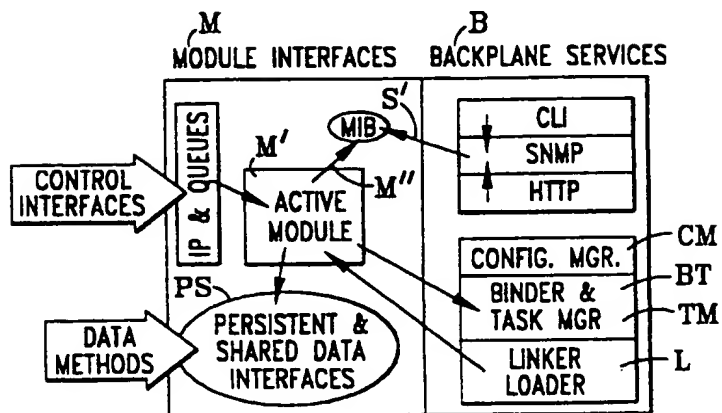 M
MODULE INTERFACES
B
BACKPLANE SERVICES
S'
MIB
CLI
SNMP
HTTP
CONTROL
INTERFACES
IP & QUEUES
M'
M"
ACTIVE
MODULE
CONFIG. MGR.
CM
BINDER &
TASK MGR
BT
TM
LINKER
LOADER
L
DATA
METHODS
PS
PERSISTENT &
SHARED DATA
INTERFACES